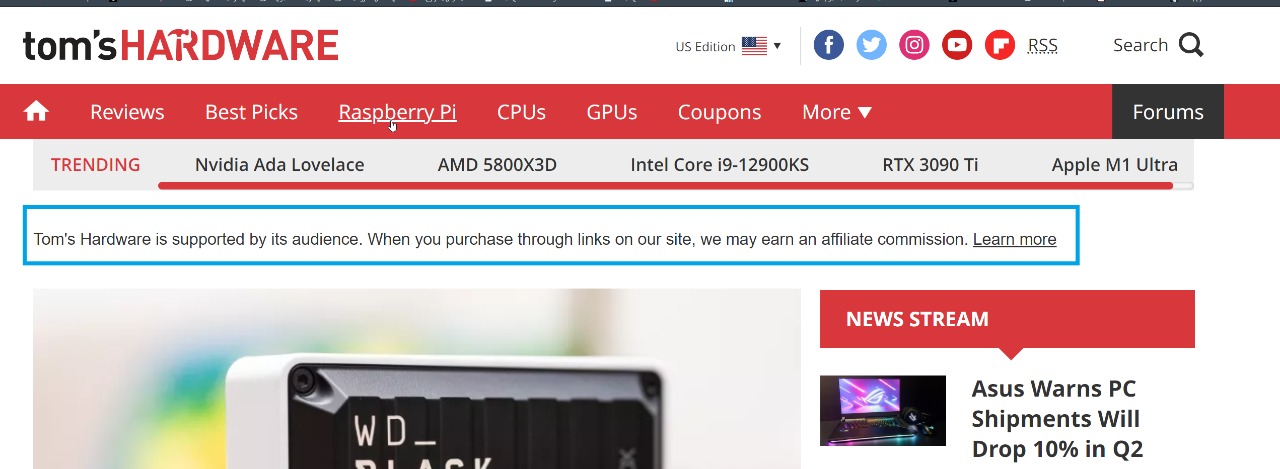 tom'sHARDWARE
US Edition
RSS
Search
Reviews
Best Picks
Raspberry Pi
CPUs
GPUs
Coupons
More
Forums
TRENDING
Nvidia Ada Lovelace
AMD 5800X3D
Intel Core i9-12900KS
RTX 3090 Ti
Apple M1 Ultra
Tom's Hardware is supported by its audience. When you purchase through links on our site, we may earn an affiliate commission. Learn more
WD_
BLACK
NEWS STREAM
Asus Warns PC
Shipments Will
Drop 10% in Q2